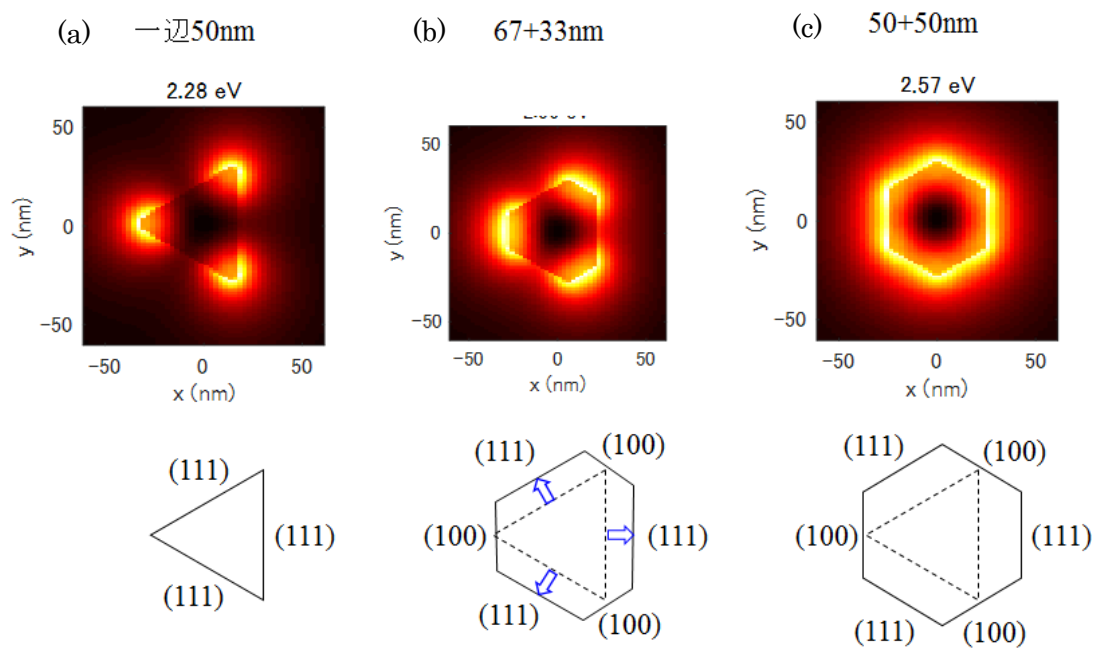 (a) 一辺50nm
(b) 67+33nm
(c) 50+50nm
2.28 eV
50
0
−50
y (nm)
−50 0 50
x (nm)
50
0
−50
y (nm)
−50 0 50
x (nm)
2.57 eV
50
0
−50
y (nm)
−50 0 50
x (nm)
(111)
(111)
(111)
(111)
(100)
(100)
(111)
(111)
(100)
(111)
(100)
(100)
(111)
(111)
(100)